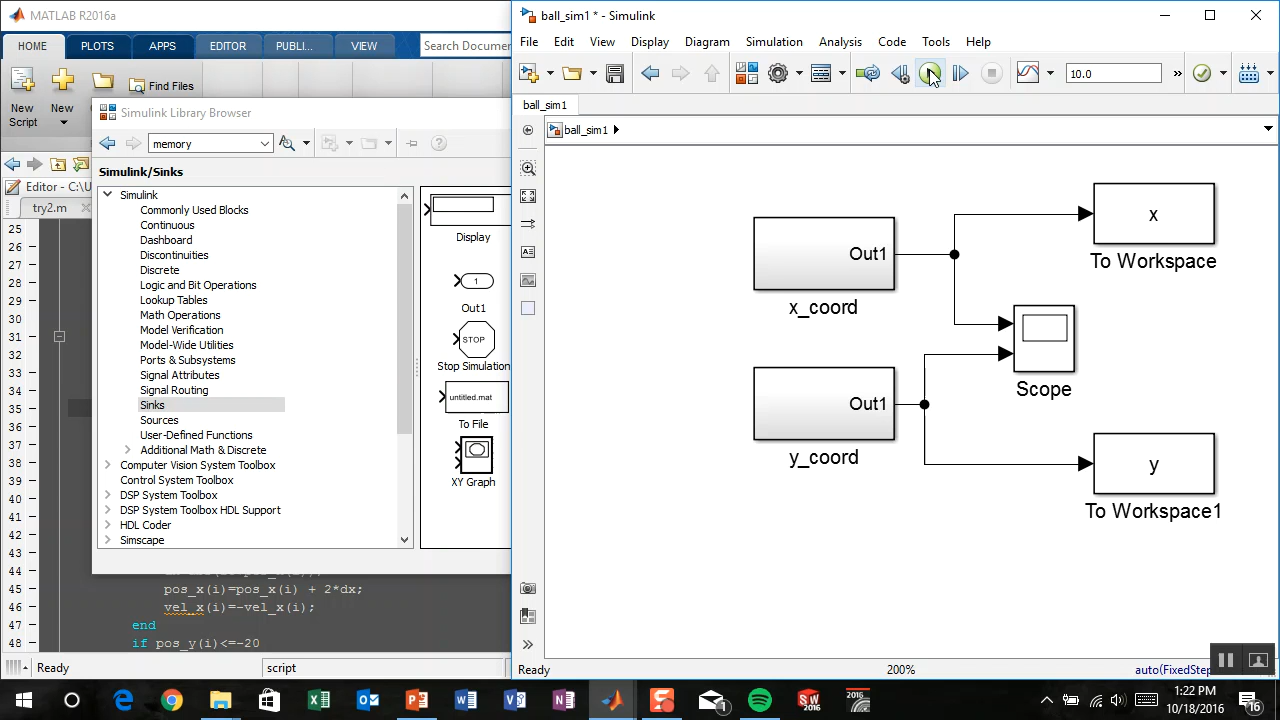 MATLAB R2016a
HOME PLOTS APPS EDITOR PUBLI... VIEW Search Documen
New Script
New
Find Files
Editor - C:\U
try2.m
25
26
27
28
29
30
31
32
33
34
35
36
37
38
39
40
41
42
43
44
45 pos_x(i)=pos_x(i) + 2*dx;
46 vel_x(i)=-vel_x(i);
47 end
48 if pos_y(i)<=-20
Ready script
Simulink Library Browser
memory
Simulink/Sinks
Simulink
Commonly Used Blocks
Continuous
Dashboard
Discontinuities
Discrete
Logic and Bit Operations
Lookup Tables
Math Operations
Model Verification
Model-Wide Utilities
Ports & Subsystems
Signal Attributes
Signal Routing
Sinks
Sources
User-Defined Functions
Additional Math & Discrete
Computer Vision System Toolbox
Control System Toolbox
DSP System Toolbox
DSP System Toolbox HDL Support
HDL Coder
Simscape
Display
1
Out1
STOP
Stop Simulation
untitled.mat
To File
XY Graph
ball_sim1 * - Simulink
File Edit View Display Diagram Simulation Analysis Code Tools Help
10.0 »
ball_sim1
ball_sim1
Out1
x_coord
x
To Workspace
Scope
Out1
y_coord
y
To Workspace1
Ready 200% auto(FixedStep
1:22 PM
10/18/2016
1
2016
SW 2016
16